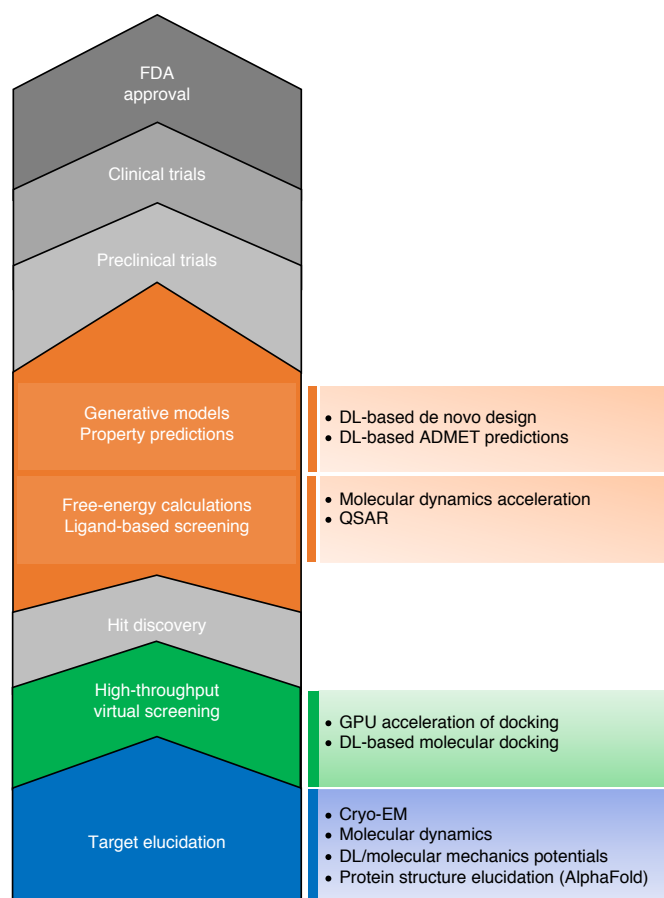 FDA
approval
Clinical trials
Preclinical trials
Generative models
Property predictions
• DL-based de novo design
• DL-based ADMET predictions
Free-energy calculations
Ligand-based screening
• Molecular dynamics acceleration
• QSAR
Hit discovery
High-throughput
virtual screening
• GPU acceleration of docking
• DL-based molecular docking
Target elucidation
• Cryo-EM
• Molecular dynamics
• DL/molecular mechanics potentials
• Protein structure elucidation (AlphaFold)